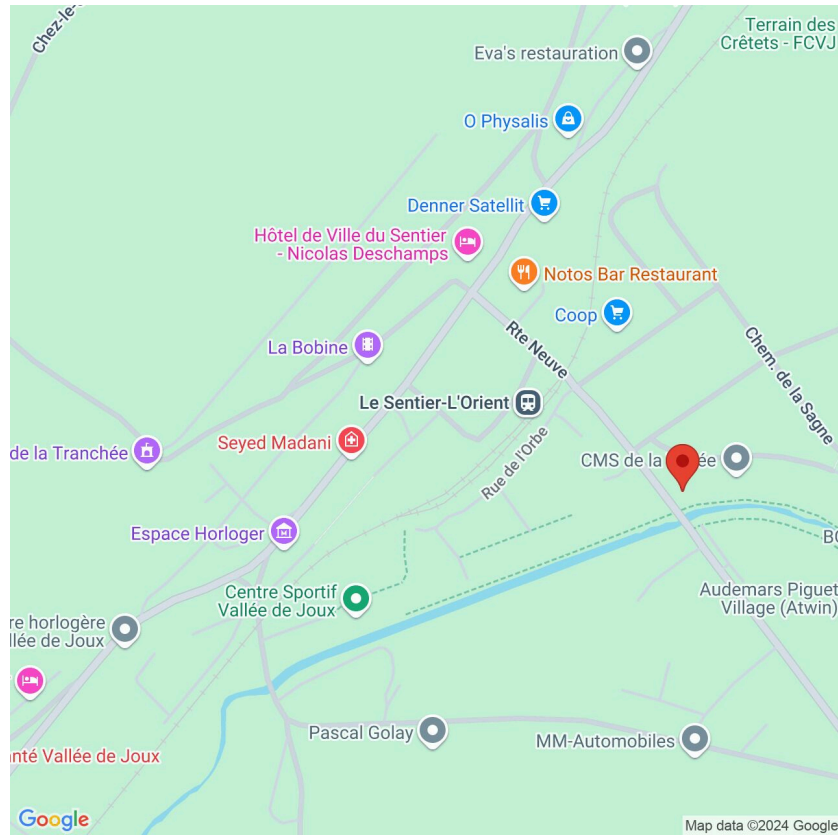 Chez-le-
Terrain des
Crêtets - FCVJ
Eva's restauration
O Physalis
Denner Satellit
Hôtel de Ville du Sentier
- Nicolas Deschamps
Notos Bar Restaurant
Coop
Rte Neuve
La Bobine
Chem. de la Sagne
Le Sentier-L'Orient
Seyed Madani
de la Tranchée
CMS de la
ée
Rue de l'Orbe
Espace Horloger
BC
Centre Sportif
Vallée de Joux
Audemars Piguet
Village (Atwin)
re horlogère
llée de Joux
Pascal Golay
MM-Automobiles
nté Vallée de Joux
Google
Map data ©2024 Google